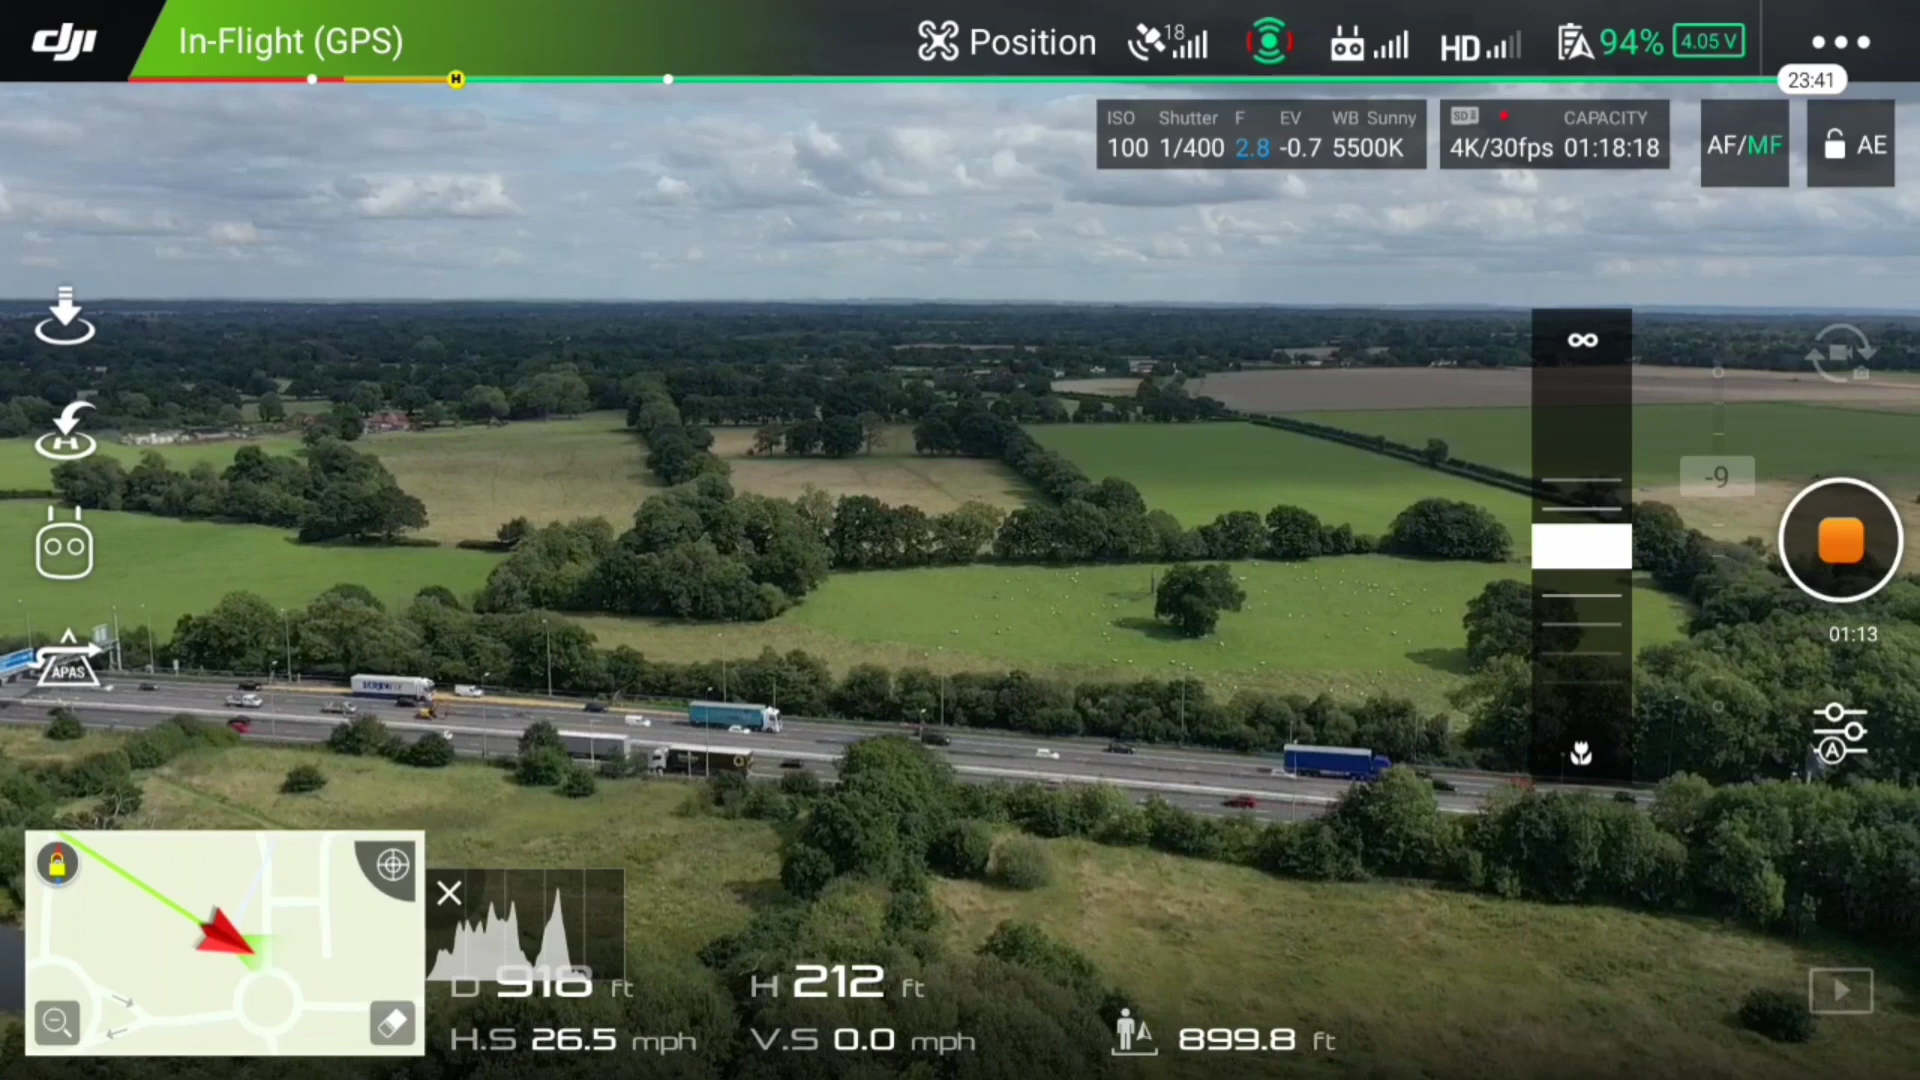 dji In-Flight (GPS) Position 18 HD 94% 4.05 V
H 23:41
ISO Shutter F EV WB Sunny
100 1/400 2.8 -0.7 5500K
SD CAPACITY
4K/30fps 01:18:18
AF/MF
AE
∞
H
-9
01:13
APAS
A
D 918 ft H 212 ft
H.S 26.5 mph V.S 0.0 mph 899.8 ft